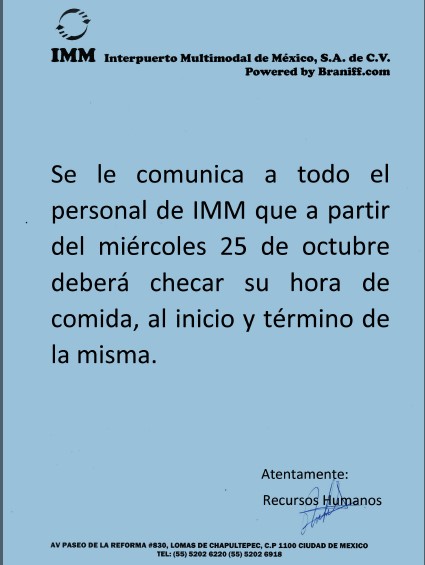 IMM Interpuerto Multimodal de México, S.A. de C.V.
Powered by Braniff.com
Se le comunica a todo el
personal de IMM que a partir
del miércoles 25 de octubre
deberá checar su hora de
comida, al inicio y término de
la misma.
Atentamente:
Recursos Humanos
AV PASEO DE LA REFORMA #830, LOMAS DE CHAPULTEPEC, C.P 1100 CIUDAD DE MEXICO
TEL: (55) 5202 6220 (55) 5202 6918